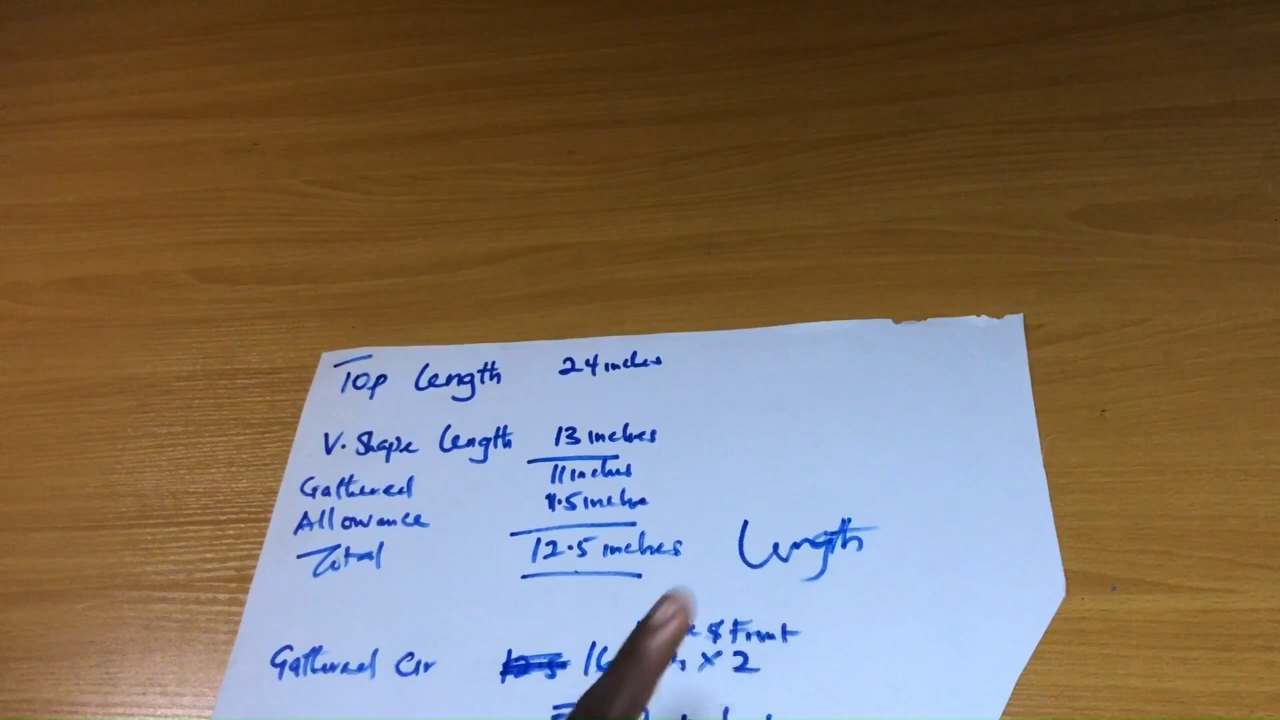 Top Length 24 inches
V. Shape Length 13 inches
11 inches
Gathered
Allowance 1.5 inches
Total 12.5 inches Length
& Front
Gathered Cir × 2